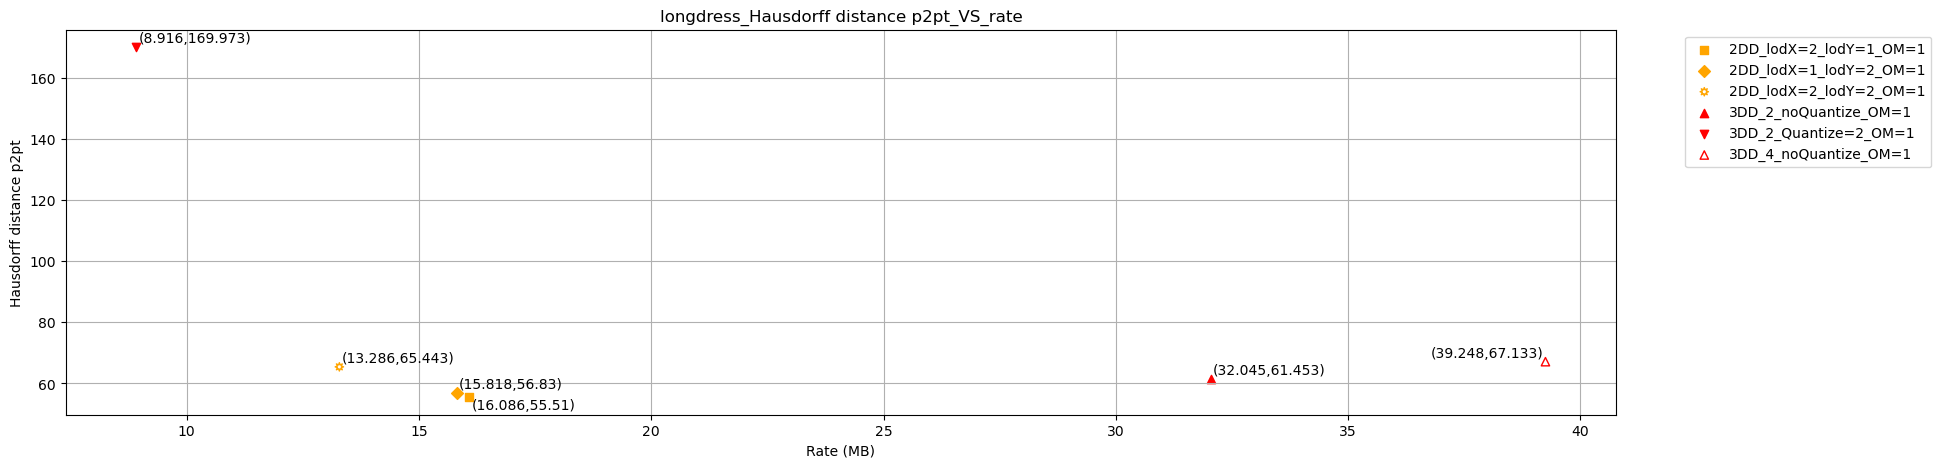 longdress_Hausdorff distance p2pt_VS_rate
(8.916,169.973)
(13.286,65.443)
(15.818,56.83)
(16.086,55.51)
(32.045,61.453)
(39.248,67.133)
160
140
120
100
80
60
Hausdorff distance p2pt
10 15 20 25 30 35 40
Rate (MB)
2DD_lodX=2_lodY=1_OM=1
2DD_lodX=1_lodY=2_OM=1
2DD_lodX=2_lodY=2_OM=1
3DD_2_noQuantize_OM=1
3DD_2_Quantize=2_OM=1
3DD_4_noQuantize_OM=1